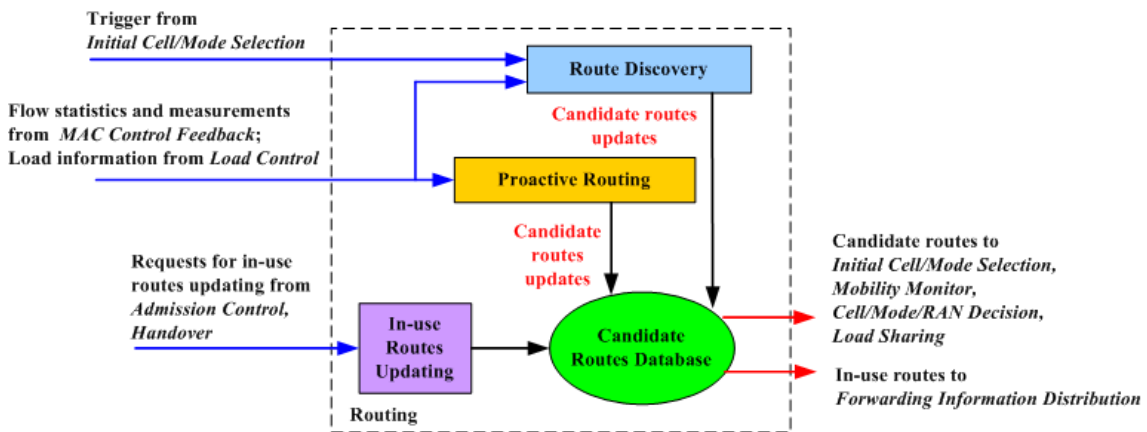 Trigger from
Initial Cell/Mode Selection
Route Discovery
Flow statistics and measurements
from MAC Control Feedback;
Load information from Load Control
Candidate routes
updates
Proactive Routing
Candidate
routes
updates
Requests for in-use
routes updating from
Admission Control,
Handover
In-use
Routes
Updating
Candidate
Routes Database
Candidate routes to
Initial Cell/Mode Selection,
Mobility Monitor,
Cell/Mode/RAN Decision,
Load Sharing
In-use routes to
Forwarding Information Distribution
Routing